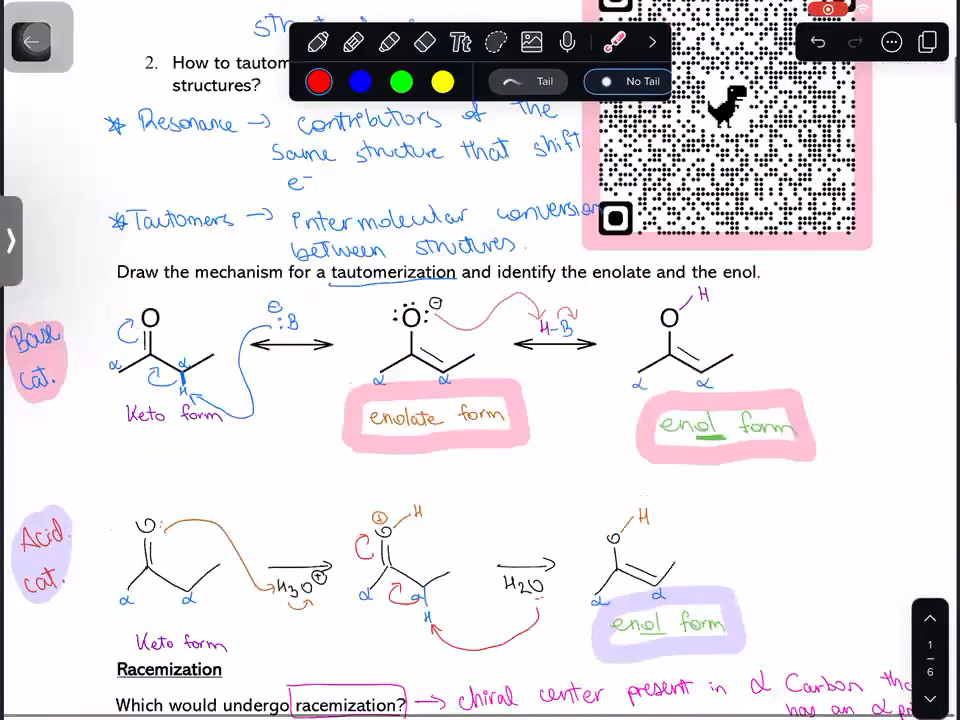 2. How to tautom
structures?
Tt
Tail
No Tail
* Resonance → contributors of the
same structure that shift
e⁻
* Tautomers → intermolecular conversion
between structures.
Draw the mechanism for a tautomerization and identify the enolate and the enol.
Base
cat.
O
α
α
H
⊖
:B
Keto form
:O:
⊖
H-B
α
α
enolate form
H
O
α
α
enol form
Acid
cat.
O:
α
α
H3O⊕
Keto form
⊕
H
O
α
α
H
H2O
H
O
α
α
enol form
1
6
Racemization
Which would undergo racemization? → chiral center present in α Carbon
has an α